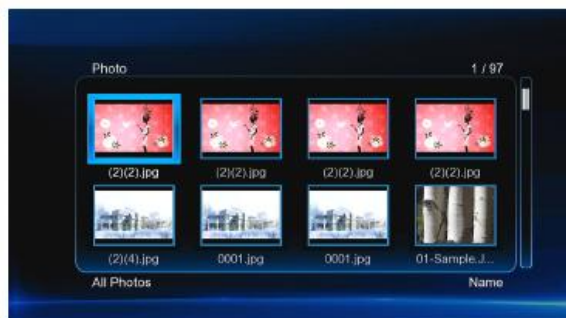 Photo 1 / 97
(2)(2).jpg (2)(2).jpg (2)(2).jpg (2)(2).jpg
(2)(4).jpg 0001.jpg 0001.jpg 01-Sample.J...
All Photos Name